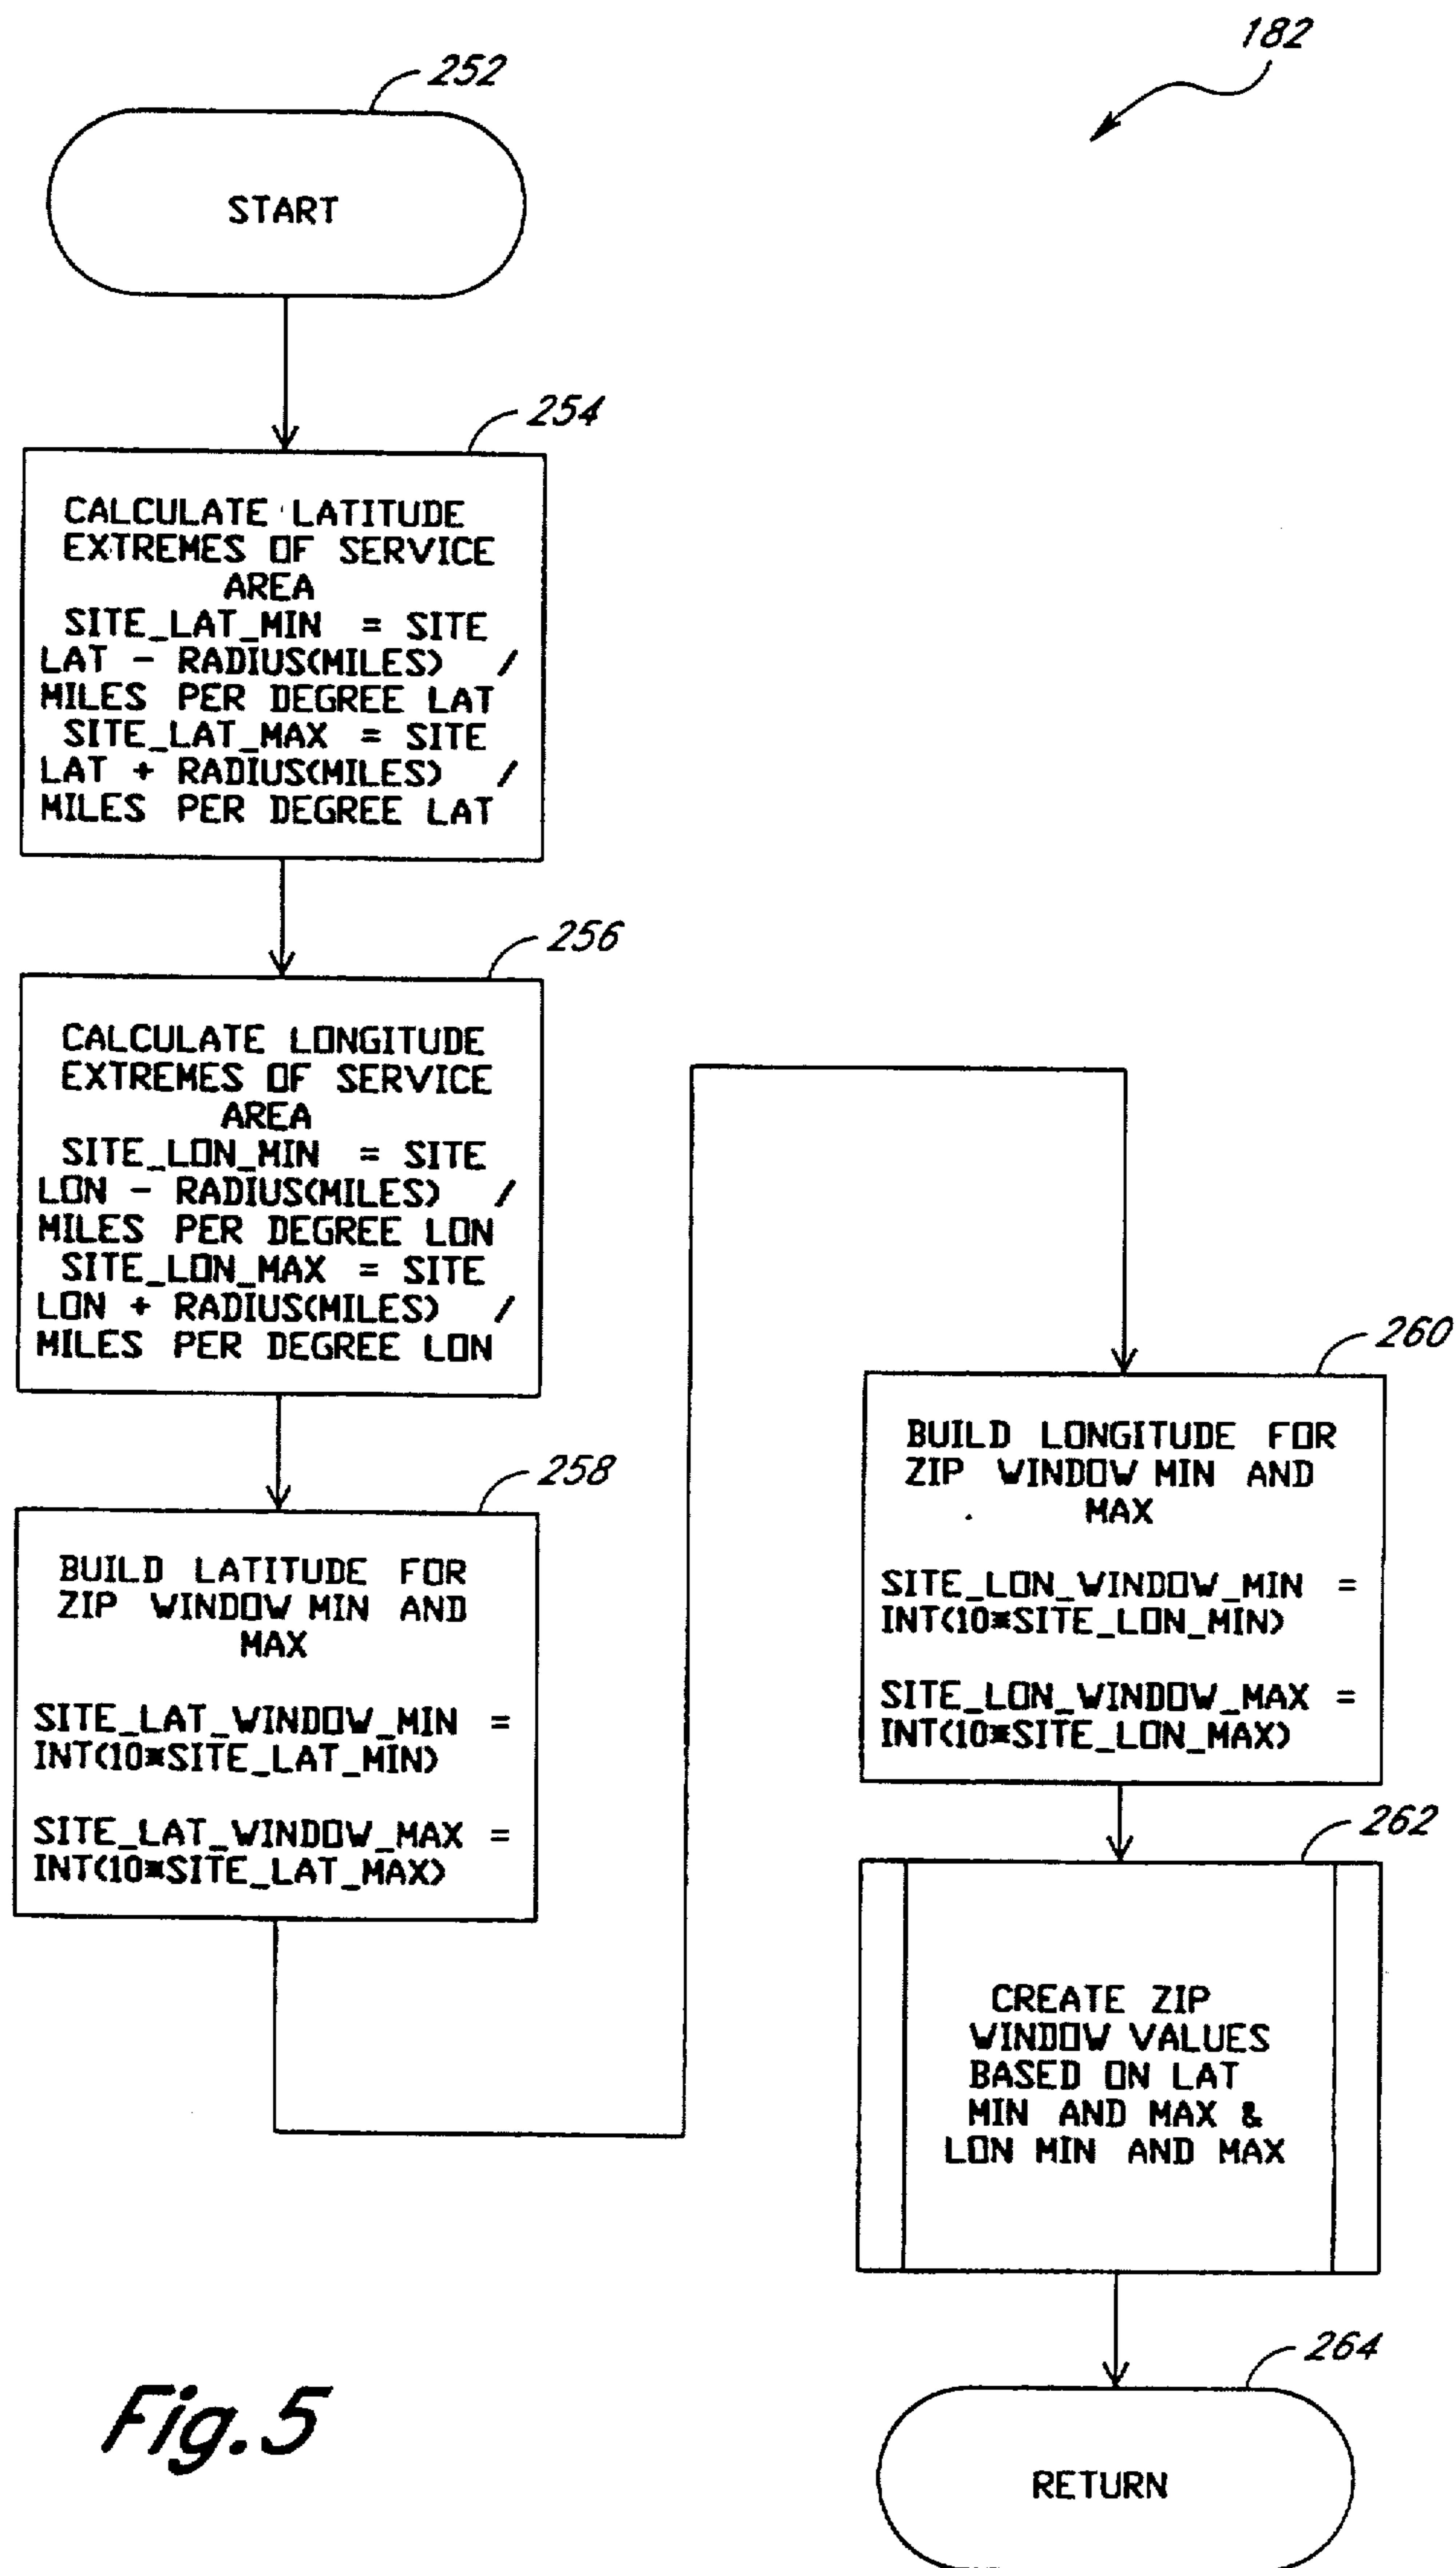 182
252
START
254
CALCULATE LATITUDE
EXTREMES OF SERVICE
AREA
SITE_LAT_MIN = SITE
LAT - RADIUS(MILES) /
MILES PER DEGREE LAT
SITE_LAT_MAX = SITE
LAT + RADIUS(MILES) /
MILES PER DEGREE LAT
256
CALCULATE LONGITUDE
EXTREMES OF SERVICE
AREA
SITE_LON_MIN = SITE
LON - RADIUS(MILES) /
MILES PER DEGREE LON
SITE_LON_MAX = SITE
LON + RADIUS(MILES) /
MILES PER DEGREE LON
258
BUILD LATITUDE FOR
ZIP WINDOW MIN AND
MAX
SITE_LAT_WINDOW_MIN =
INT(10*SITE_LAT_MIN)
SITE_LAT_WINDOW_MAX =
INT(10*SITE_LAT_MAX)
260
BUILD LONGITUDE FOR
ZIP WINDOW MIN AND
MAX
SITE_LON_WINDOW_MIN =
INT(10*SITE_LON_MIN)
SITE_LON_WINDOW_MAX =
INT(10*SITE_LON_MAX)
262
CREATE ZIP
WINDOW VALUES
BASED ON LAT
MIN AND MAX &
LON MIN AND MAX
264
RETURN
Fig. 5